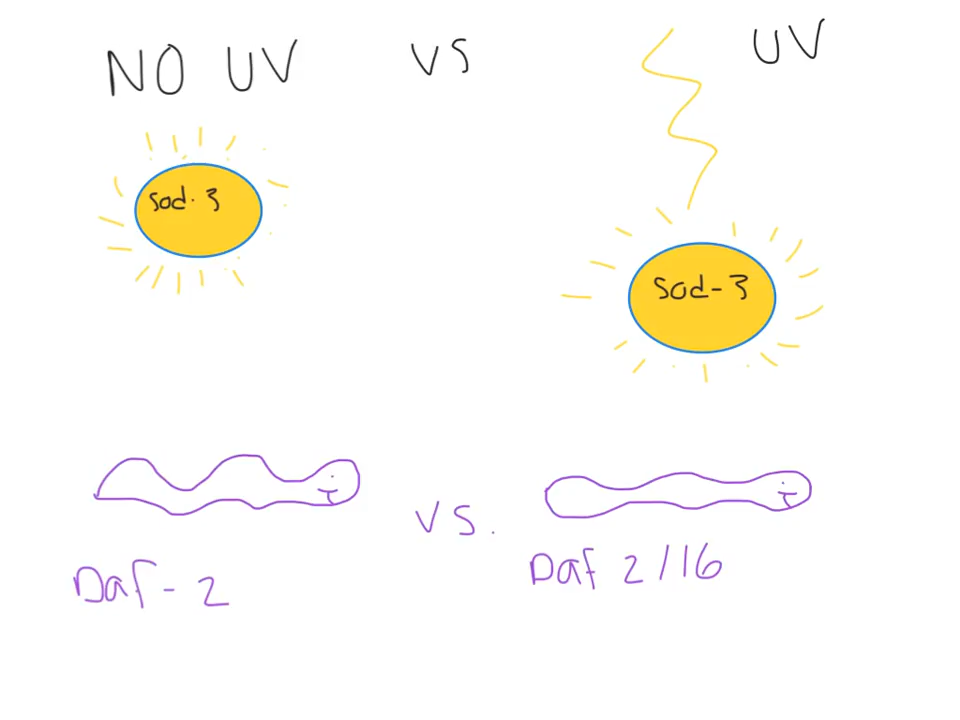 NO UV vs UV
sod-3
sod-3
vs.
Daf-2
Daf 2/16